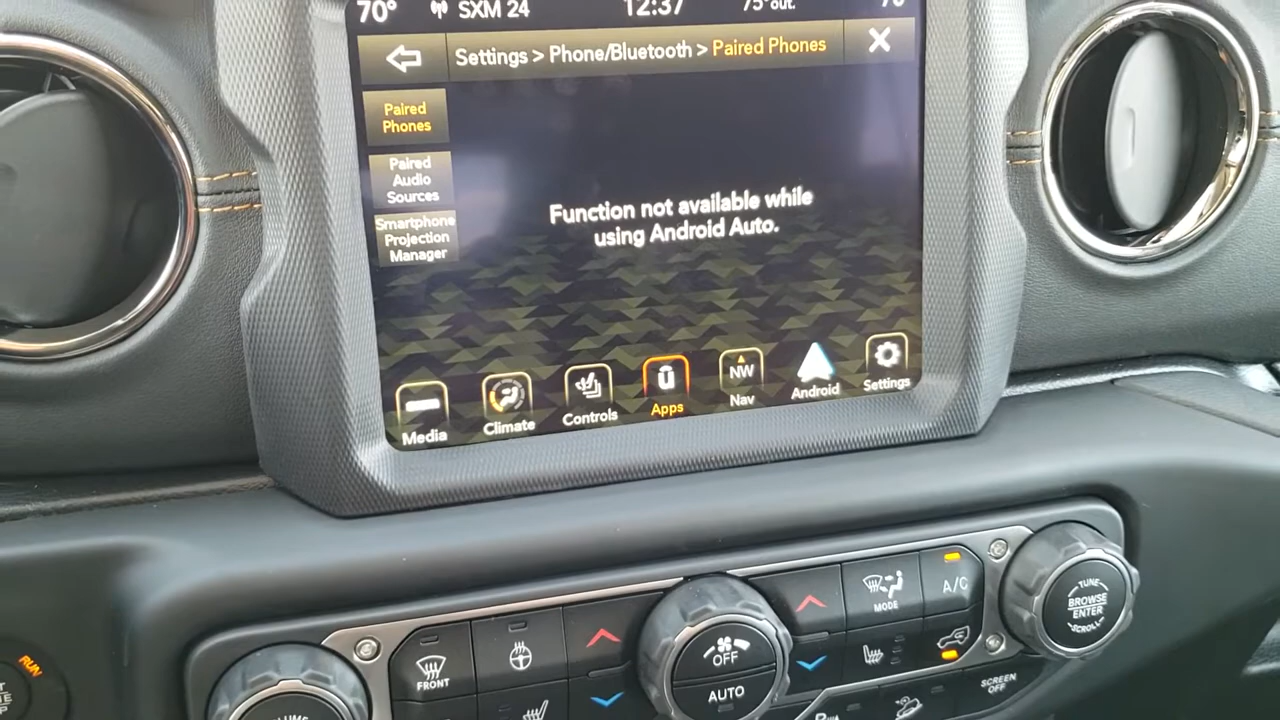 70° SXM 24 12:37 75°out. 70
Settings > Phone/Bluetooth > Paired Phones
Paired
Phones
Paired
Audio
Sources
Smartphone
Projection
Manager
Function not available while
using Android Auto.
Media
Climate
Controls
Apps
NW
Nav
Android
Settings
RUN
FRONT
OFF
AUTO
MODE
A/C
TUNE
BROWSE
ENTER
SCROLL
SCREEN
OFF